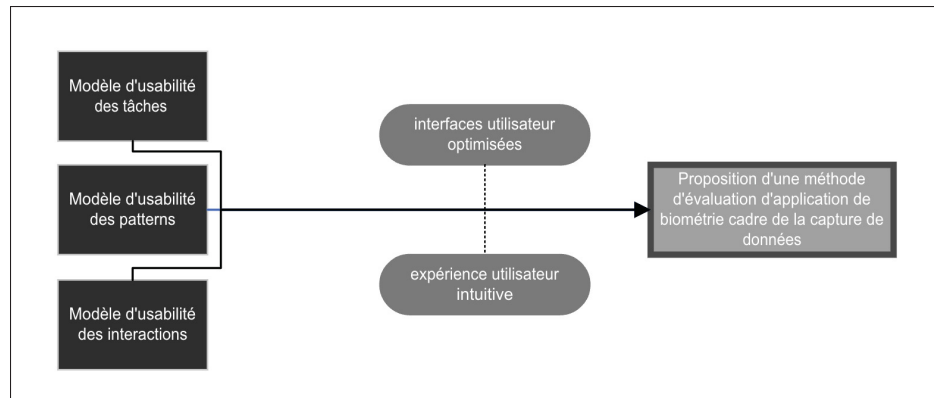 Modèle d'usabilité
des tâches
Modèle d'usabilité
des patterns
Modèle d'usabilité
des interactions
interfaces utilisateur
optimisées
expérience utilisateur
intuitive
Proposition d'une méthode
d'évaluation d'application de
biométrie cadre de la capture de
données